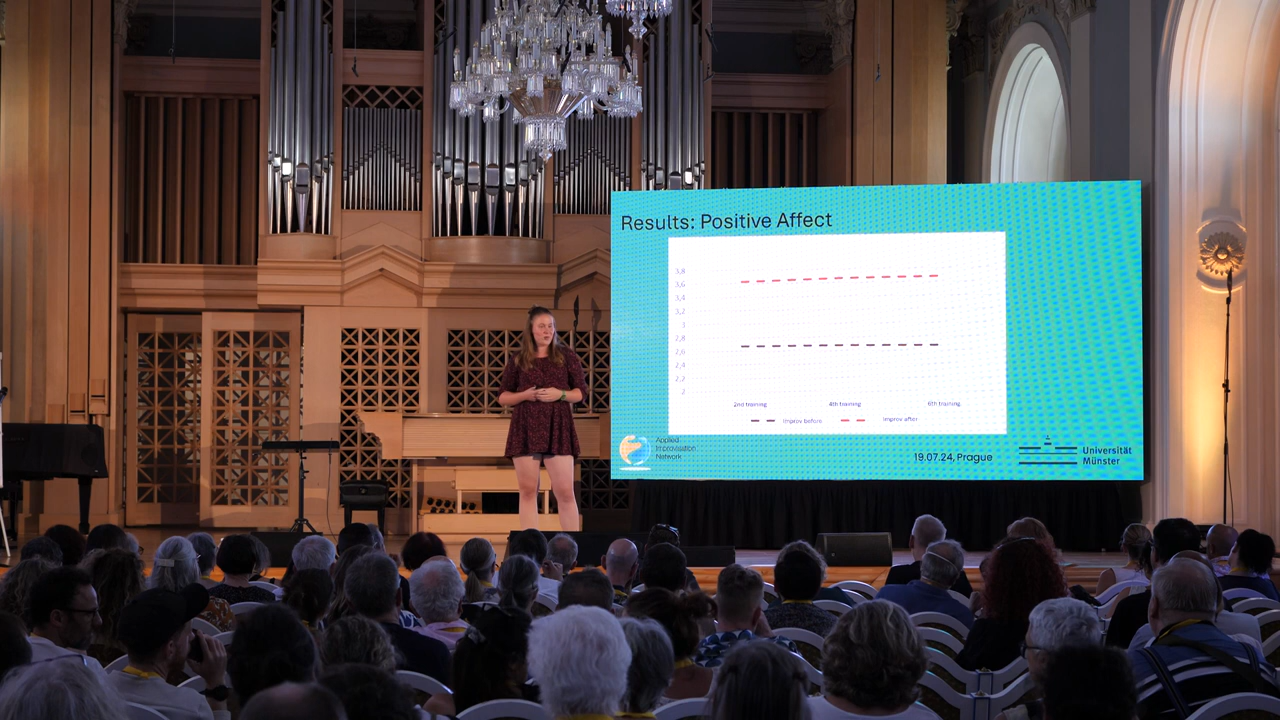 Results: Positive Affect
3,8
3,6
3,4
3,2
3
2,8
2,6
2,4
2,2
2
2nd training 4th training 6th training
Improv before Improv after
Applied
Improvisation
Network
19.07.24, Prague
Universität
Münster